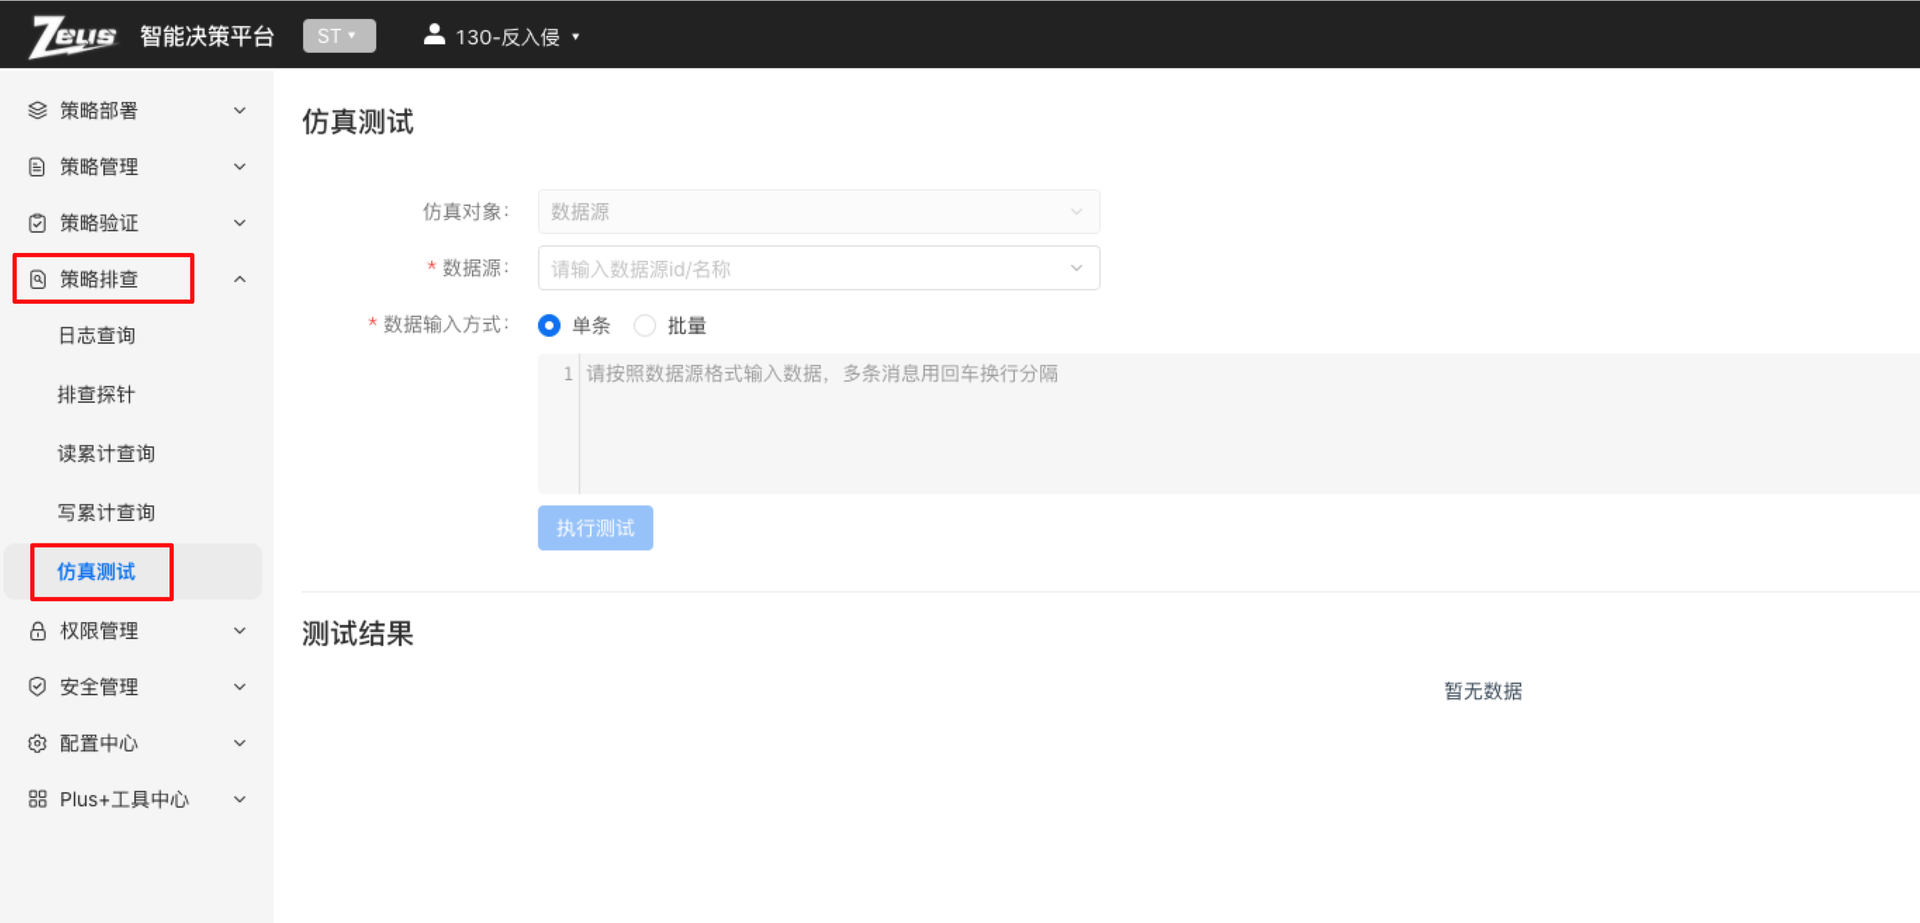 Zeus 智能决策平台 ST 130-反入侵
策略部署
策略管理
策略验证
策略排查
日志查询
排查探针
读累计查询
写累计查询
仿真测试
权限管理
安全管理
配置中心
Plus+工具中心
仿真测试
仿真对象: 数据源
* 数据源: 请输入数据源id/名称
* 数据输入方式: 单条 批量
1 请按照数据源格式输入数据，多条消息用回车换行分隔
执行测试
测试结果
暂无数据